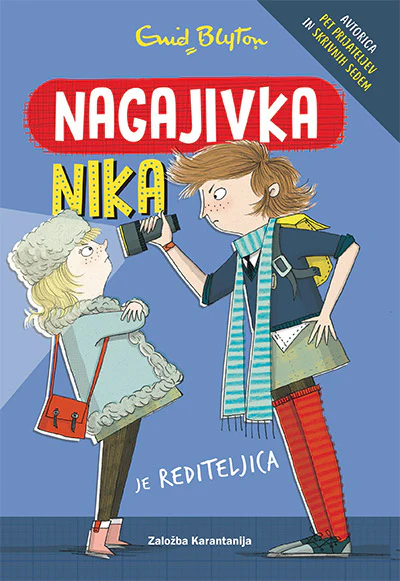 Enid Blyton
AVTORICA
PET PRIJATELJEV
IN SKRIVNIH SEDEM
NAGAJIVKA
NIKA
JE REDITELJICA
Založba Karantanija